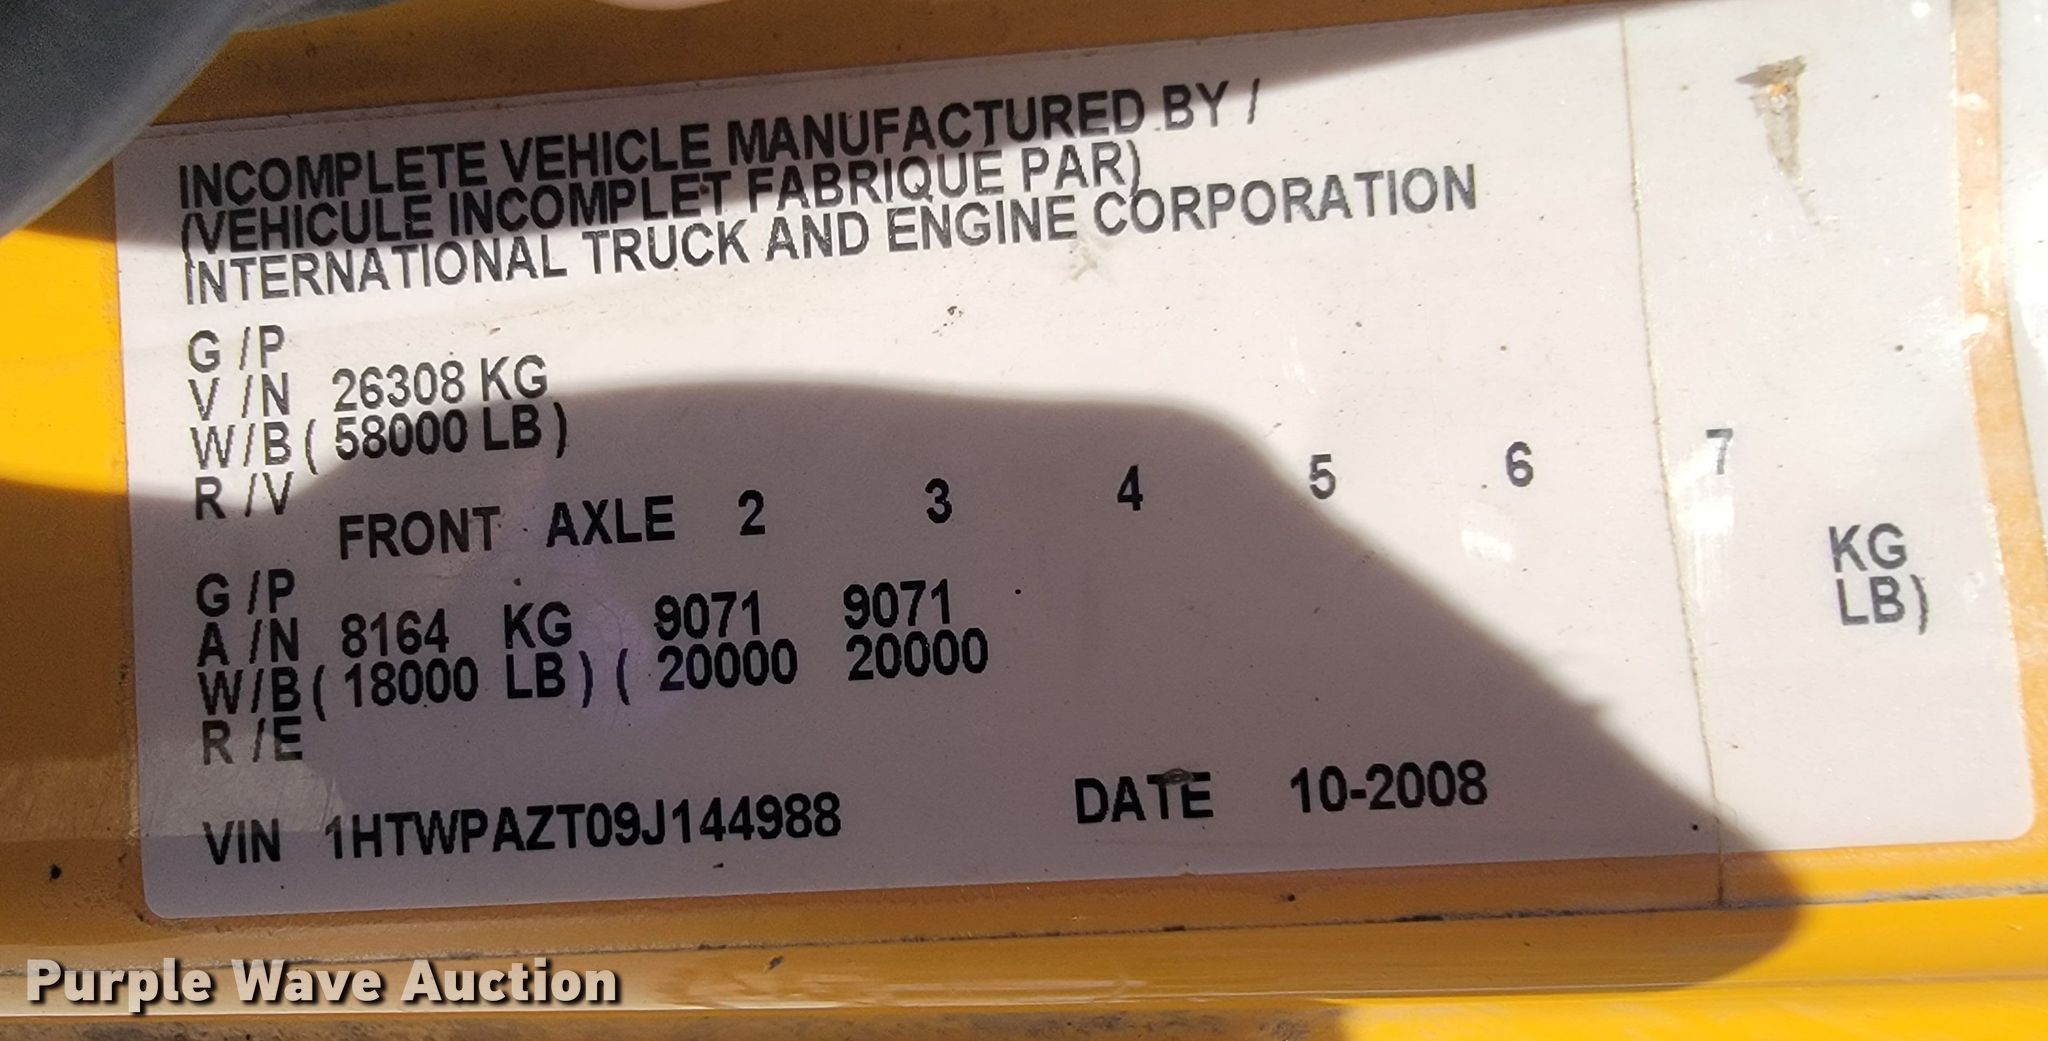 INCOMPLETE VEHICLE MANUFACTURED BY /
(VEHICULE INCOMPLET FABRIQUÉ PAR)
INTERNATIONAL TRUCK AND ENGINE CORPORATION
G /P
V /N 26308 KG
W/B ( 58000 LB )
R /V
FRONT AXLE 2 3 4 5 6 7
G /P
A /N 8164 KG 9071 9071 KG
W/B ( 18000 LB ) ( 20000 20000 LB)
R /E
VIN 1HTWPAZT09J144988 DATE 10-2008
Purple Wave Auction